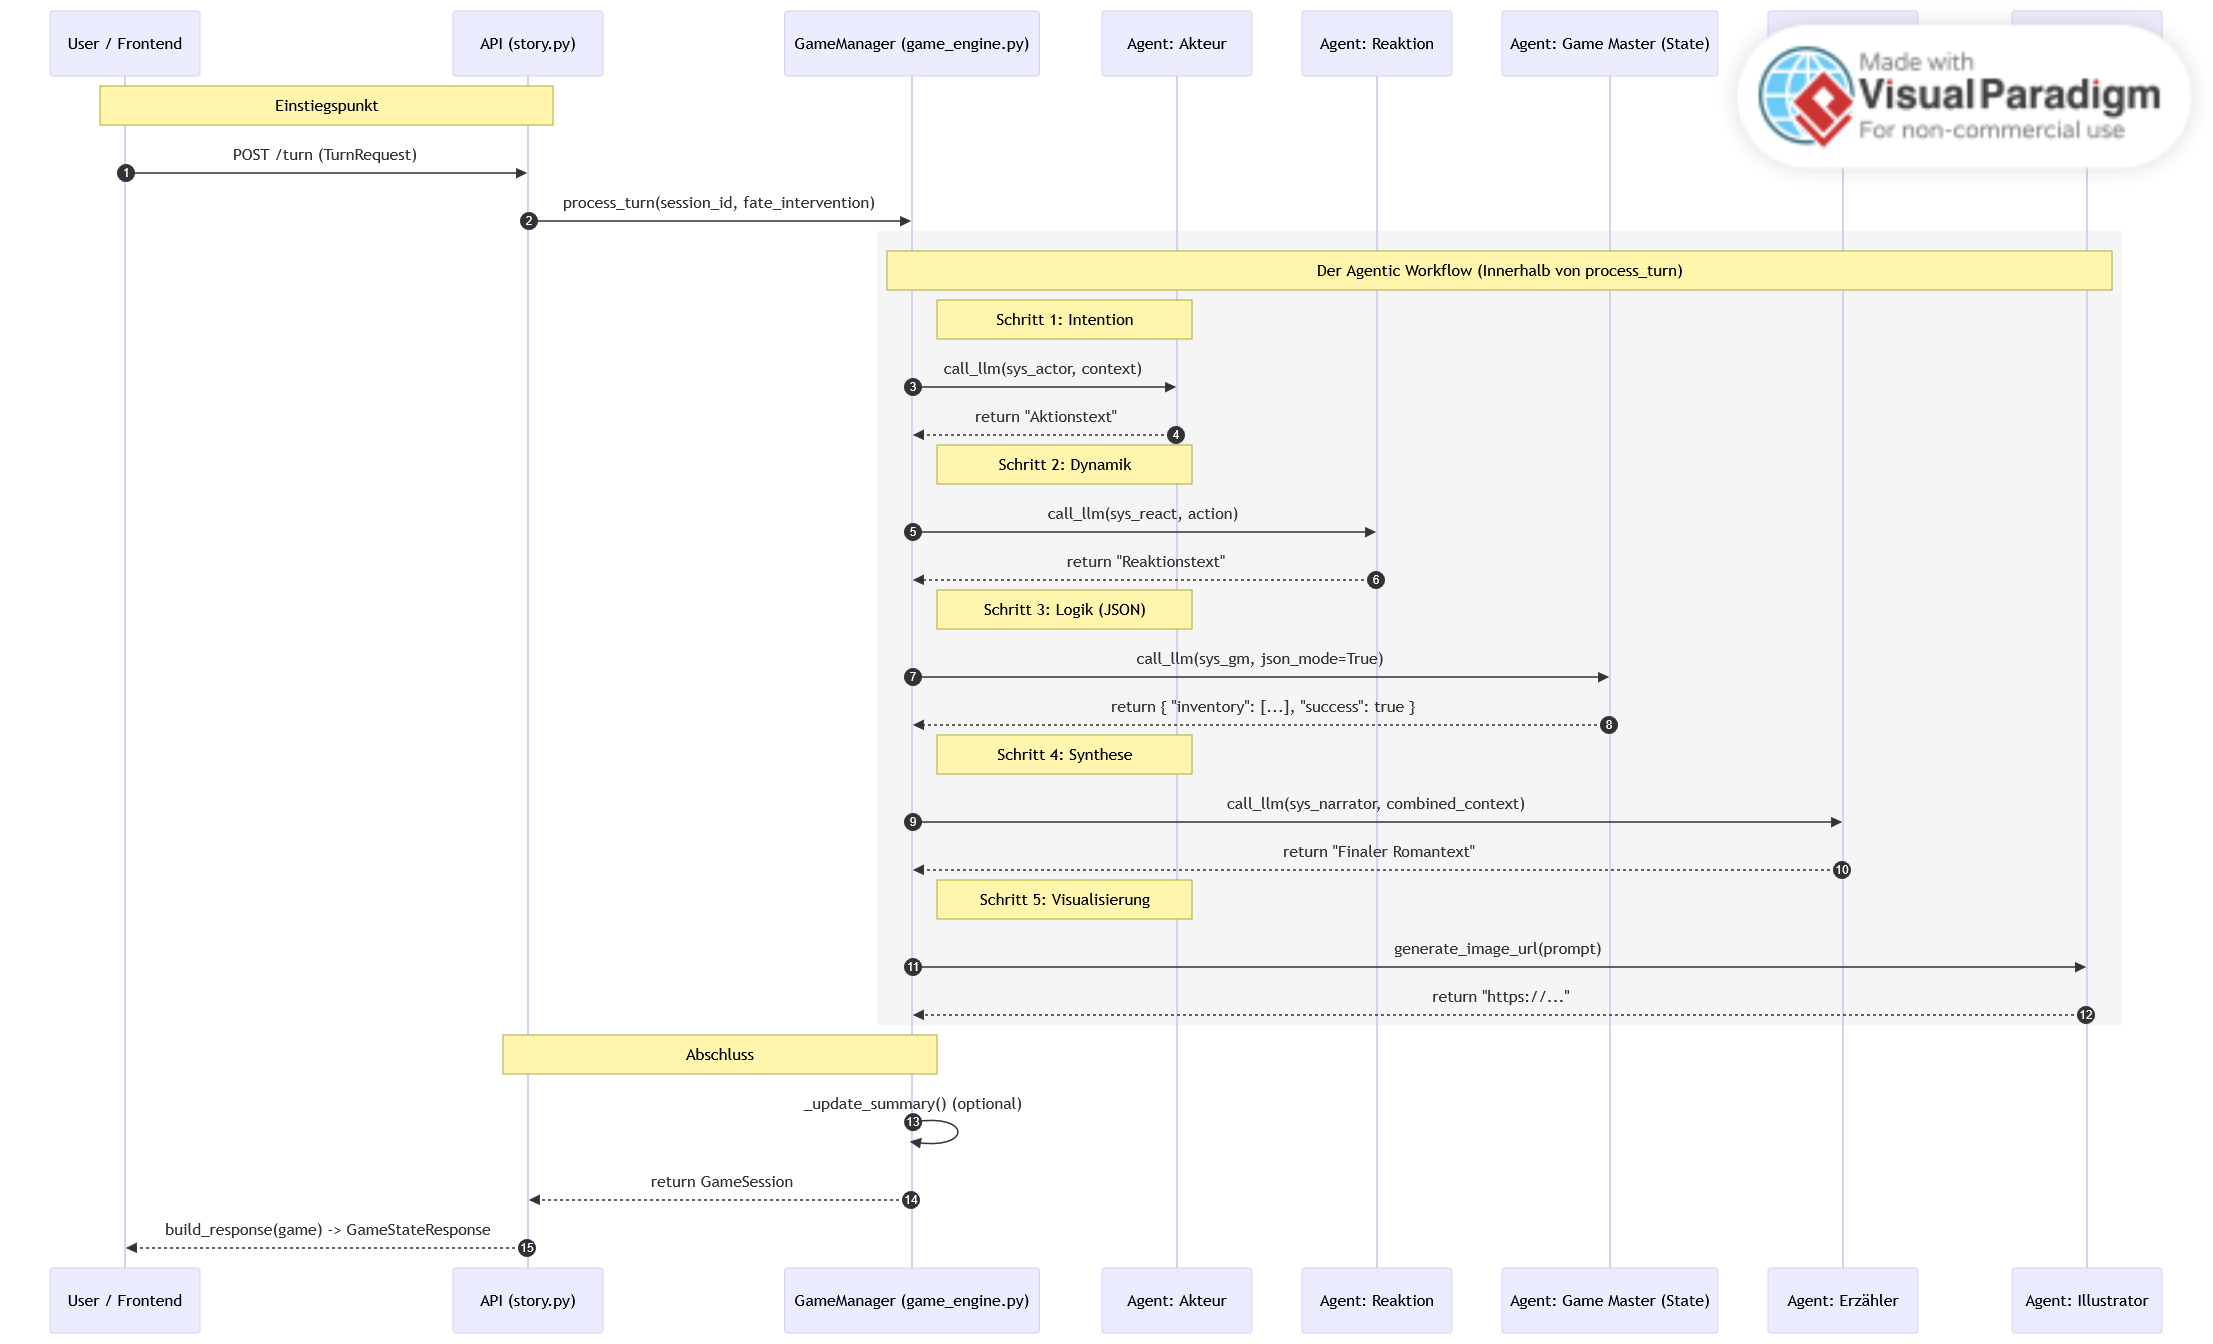 User / Frontend
API (story.py)
GameManager (game_engine.py)
Agent: Akteur
Agent: Reaktion
Agent: Game Master (State)
Made with
Visual Paradigm
For non-commercial use
Einstiegspunkt
POST /turn (TurnRequest)
1
process_turn(session_id, fate_intervention)
2
Der Agentic Workflow (Innerhalb von process_turn)
Schritt 1: Intention
call_llm(sys_actor, context)
3
return "Aktionstext"
4
Schritt 2: Dynamik
call_llm(sys_react, action)
5
return "Reaktionstext"
6
Schritt 3: Logik (JSON)
call_llm(sys_gm, json_mode=True)
7
return { "inventory": [...], "success": true }
8
Schritt 4: Synthese
call_llm(sys_narrator, combined_context)
9
return "Finaler Romantext"
10
Schritt 5: Visualisierung
generate_image_url(prompt)
11
return "https://..."
12
Abschluss
_update_summary() (optional)
13
return GameSession
14
build_response(game) -> GameStateResponse
15
User / Frontend
API (story.py)
GameManager (game_engine.py)
Agent: Akteur
Agent: Reaktion
Agent: Game Master (State)
Agent: Erzähler
Agent: Illustrator